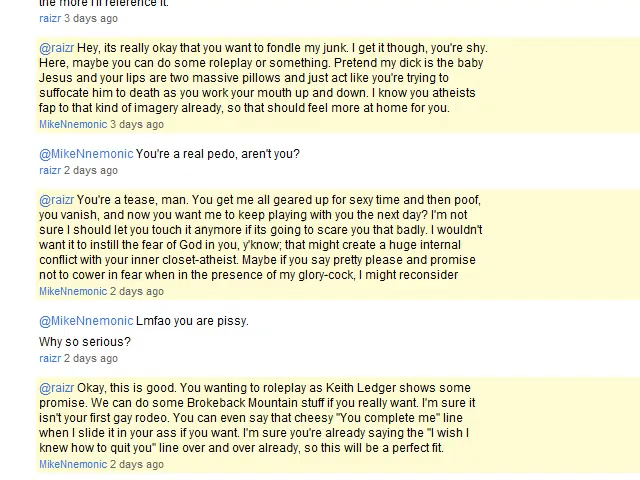 the more I'll reference it.
raizr 3 days ago
@raizr Hey, its really okay that you want to fondle my junk. I get it though, you're shy.
Here, maybe you can do some roleplay or something. Pretend my dick is the baby
Jesus and your lips are two massive pillows and just act like you're trying to
suffocate him to death as you work your mouth up and down. I know you atheists
fap to that kind of imagery already, so that should feel more at home for you.
MikeNnemonic 3 days ago
@MikeNnemonic You're a real pedo, aren't you?
raizr 2 days ago
@raizr You're a tease, man. You get me all geared up for sexy time and then poof,
you vanish, and now you want me to keep playing with you the next day? I'm not
sure I should let you touch it anymore if its going to scare you that badly. I wouldn't
want it to instill the fear of God in you, y'know; that might create a huge internal
conflict with your inner closet-atheist. Maybe if you say pretty please and promise
not to cower in fear when in the presence of my glory-cock, I might reconsider
MikeNnemonic 2 days ago
@MikeNnemonic Lmfao you are pissy.
Why so serious?
raizr 2 days ago
@raizr Okay, this is good. You wanting to roleplay as Keith Ledger shows some
promise. We can do some Brokeback Mountain stuff if you really want. I'm sure it
isn't your first gay rodeo. You can even say that cheesy "You complete me" line
when I slide it in your ass if you want. I'm sure you're already saying the "I wish I
knew how to quit you" line over and over already, so this will be a perfect fit.
MikeNnemonic 2 days ago